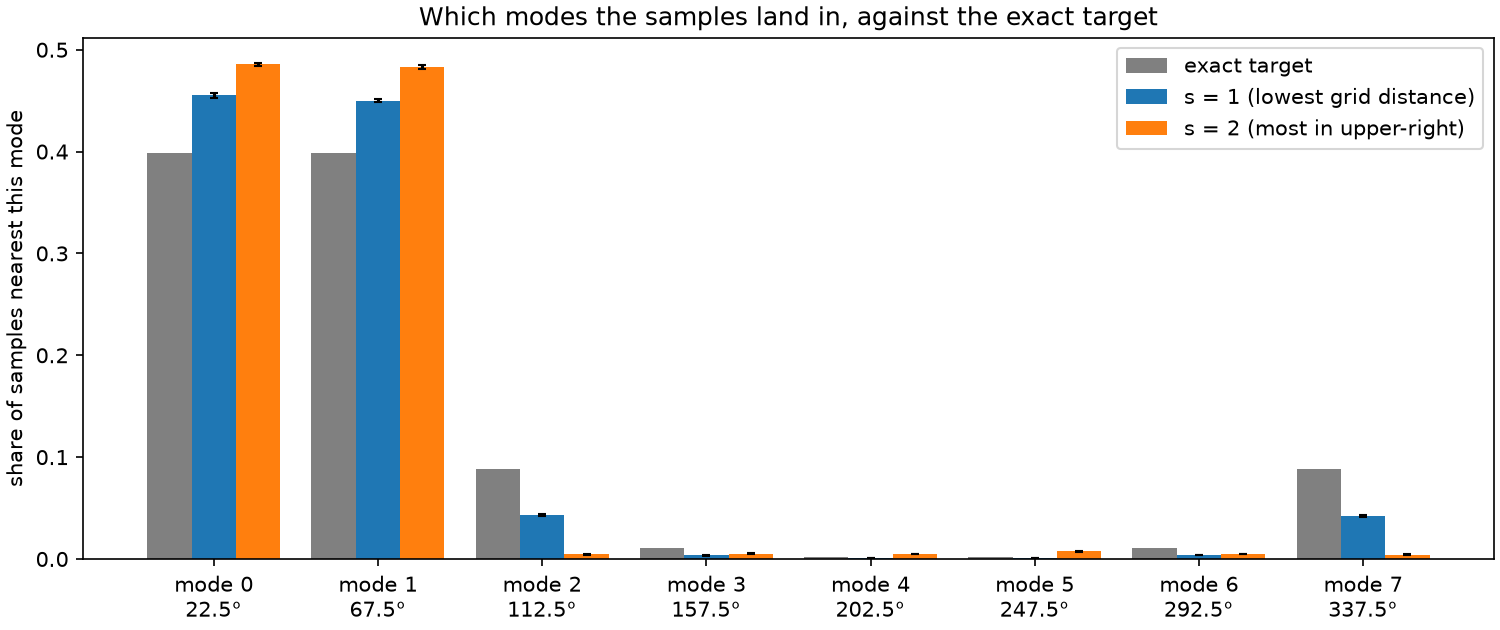 Which modes the samples land in, against the exact target
share of samples nearest this mode
0.5
0.4
0.3
0.2
0.1
0.0
exact target
s = 1 (lowest grid distance)
s = 2 (most in upper-right)
mode 0
22.5°
mode 1
67.5°
mode 2
112.5°
mode 3
157.5°
mode 4
202.5°
mode 5
247.5°
mode 6
292.5°
mode 7
337.5°